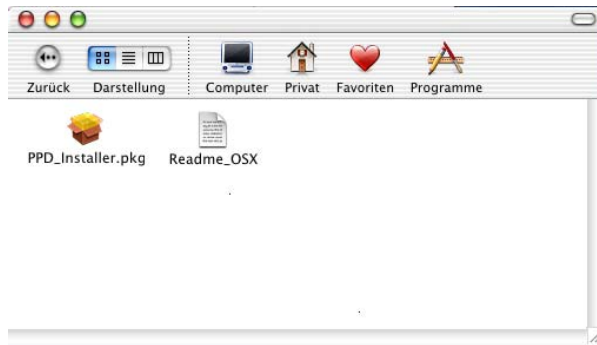 Zurück Darstellung Computer Privat Favoriten Programme
PPD_Installer.pkg Readme_OSX